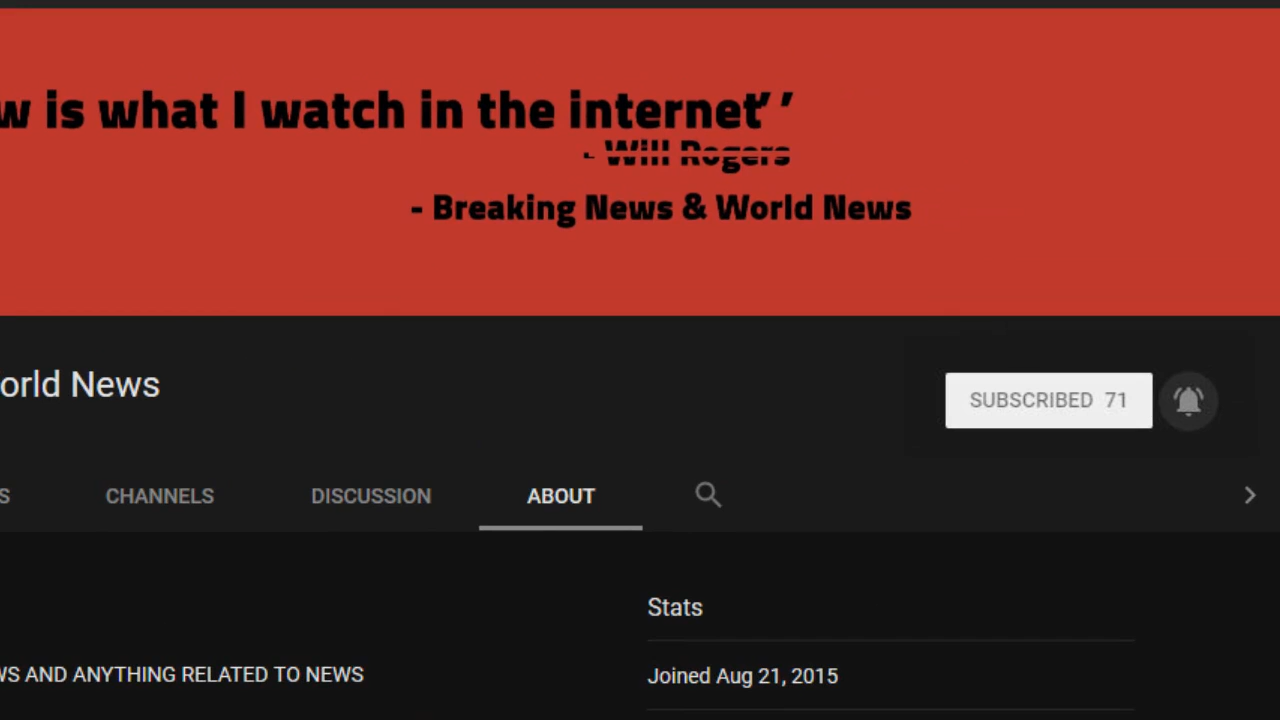 w is what I watch in the internet’’
- Will Rogers
- Breaking News & World News
orld News
SUBSCRIBED 71
S CHANNELS DISCUSSION ABOUT
Stats
WS AND ANYTHING RELATED TO NEWS
Joined Aug 21, 2015